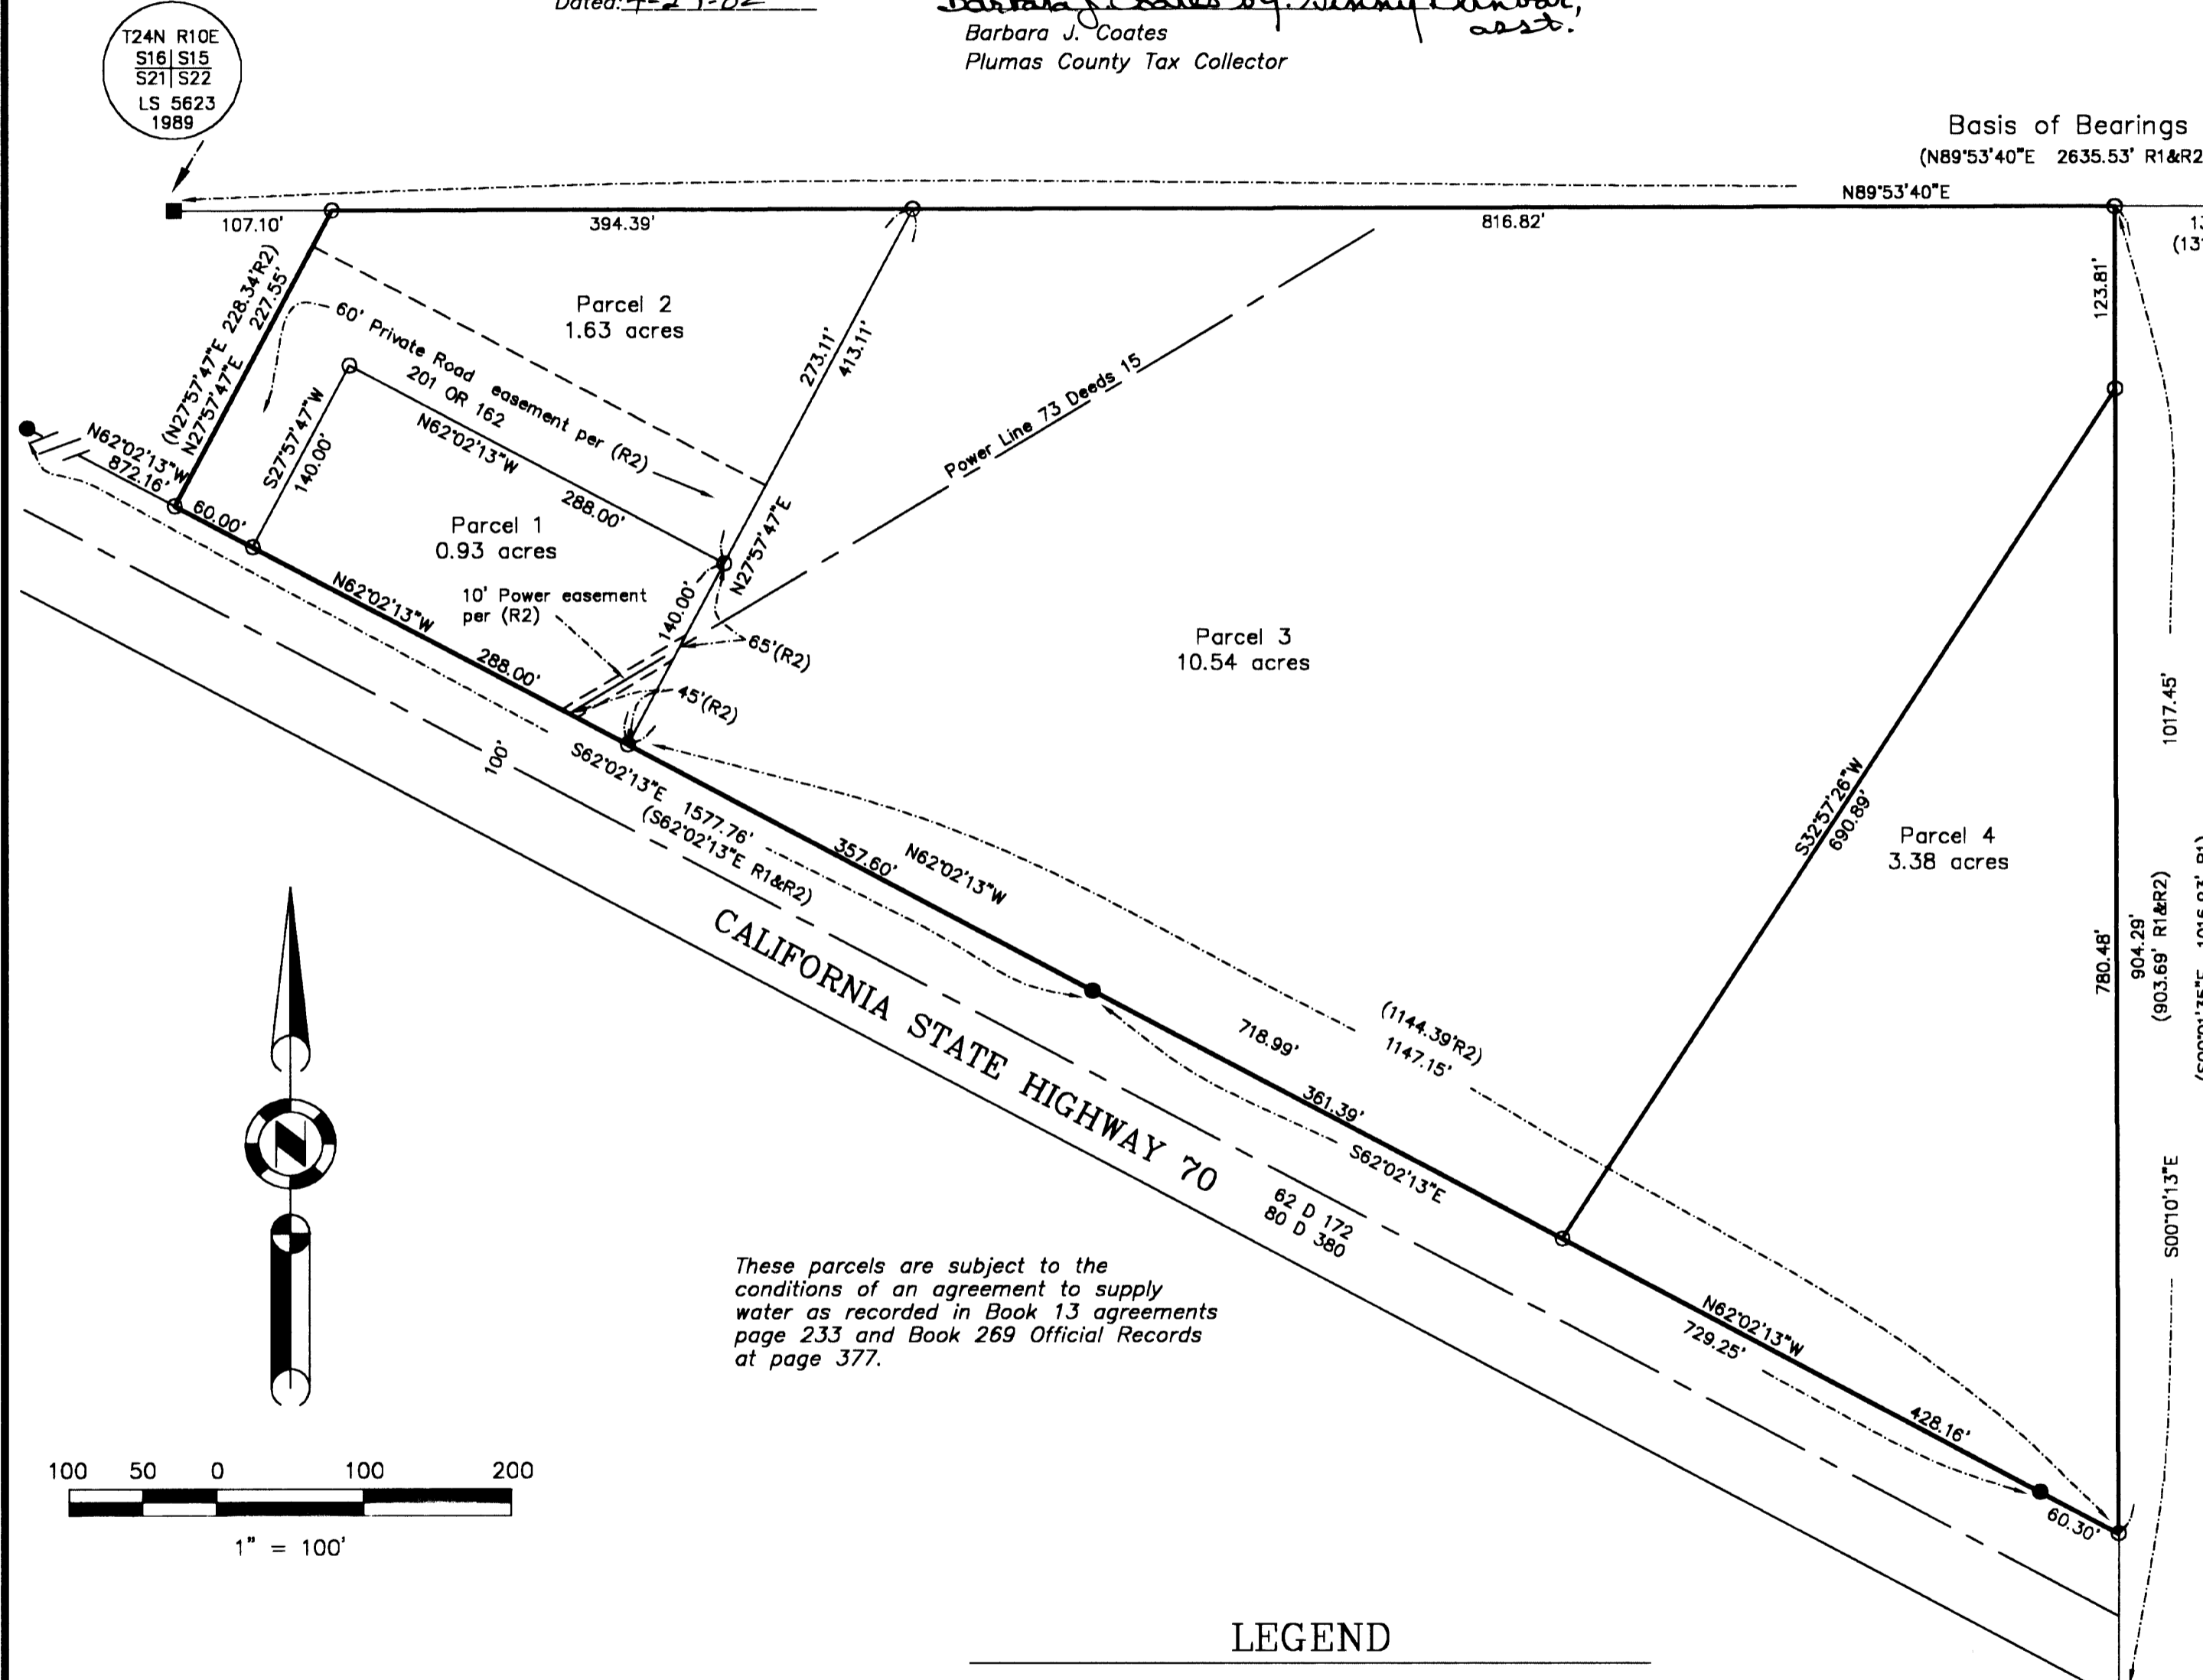 Dated: 4-29-02
Barbara J. Coates by: Ginny Dunbar,
asst.
Barbara J. Coates
Plumas County Tax Collector
T24N R10E
S16|S15
S21|S22
LS 5623
1989
Basis of Bearings
(N89°53'40"E 2635.53' R1&R2
N89°53'40"E
107.10'
394.39'
816.82'
(N27°57'47"E 228.34'R2)
N27°57'47"E 227.55'
Parcel 2
1.63 acres
60' Private Road easement per (R2)
201 OR 162
273.11'
413.11'
Power Line 73 Deeds 15
123.81'
N62°02'13"W
872.16'
S27°57'47"W
140.00'
N62°02'13"W 288.00'
60.00'
Parcel 1
0.93 acres
N27°57'47"E
140.00'
10' Power easement
per (R2)
N62°02'13"W 288.00'
65'(R2)
45'(R2)
Parcel 3
10.54 acres
1017.45'
S32°57'26"W
690.89'
Parcel 4
3.38 acres
100'
S62°02'13"E 1577.76'
(S62°02'13"E R1&R2)
357.60'
N62°02'13"W
780.48'
904.29'
(903.69' R1&R2)
718.99'
(1144.39'R2)
1147.15'
361.39'
S62°02'13"E
CALIFORNIA STATE HIGHWAY 70
62 D 172
80 D 380
S00°10'13"E
N
These parcels are subject to the
conditions of an agreement to supply
water as recorded in Book 13 agreements
page 233 and Book 269 Official Records
at page 377.
N62°02'13"W
729.25'
428.16'
60.30'
100 50 0 100 200
1" = 100'
LEGEND